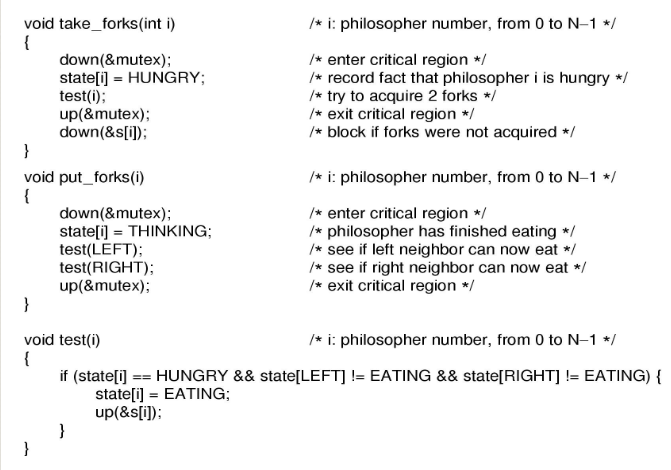 void take_forks(int i) /* i: philosopher number, from 0 to N–1 */
{
down(&mutex); /* enter critical region */
state[i] = HUNGRY; /* record fact that philosopher i is hungry */
test(i); /* try to acquire 2 forks */
up(&mutex); /* exit critical region */
down(&s[i]); /* block if forks were not acquired */
}
void put_forks(i) /* i: philosopher number, from 0 to N–1 */
{
down(&mutex); /* enter critical region */
state[i] = THINKING; /* philosopher has finished eating */
test(LEFT); /* see if left neighbor can now eat */
test(RIGHT); /* see if right neighbor can now eat */
up(&mutex); /* exit critical region */
}
void test(i) /* i: philosopher number, from 0 to N–1 */
{
if (state[i] == HUNGRY && state[LEFT] != EATING && state[RIGHT] != EATING) {
state[i] = EATING;
up(&s[i]);
}
}